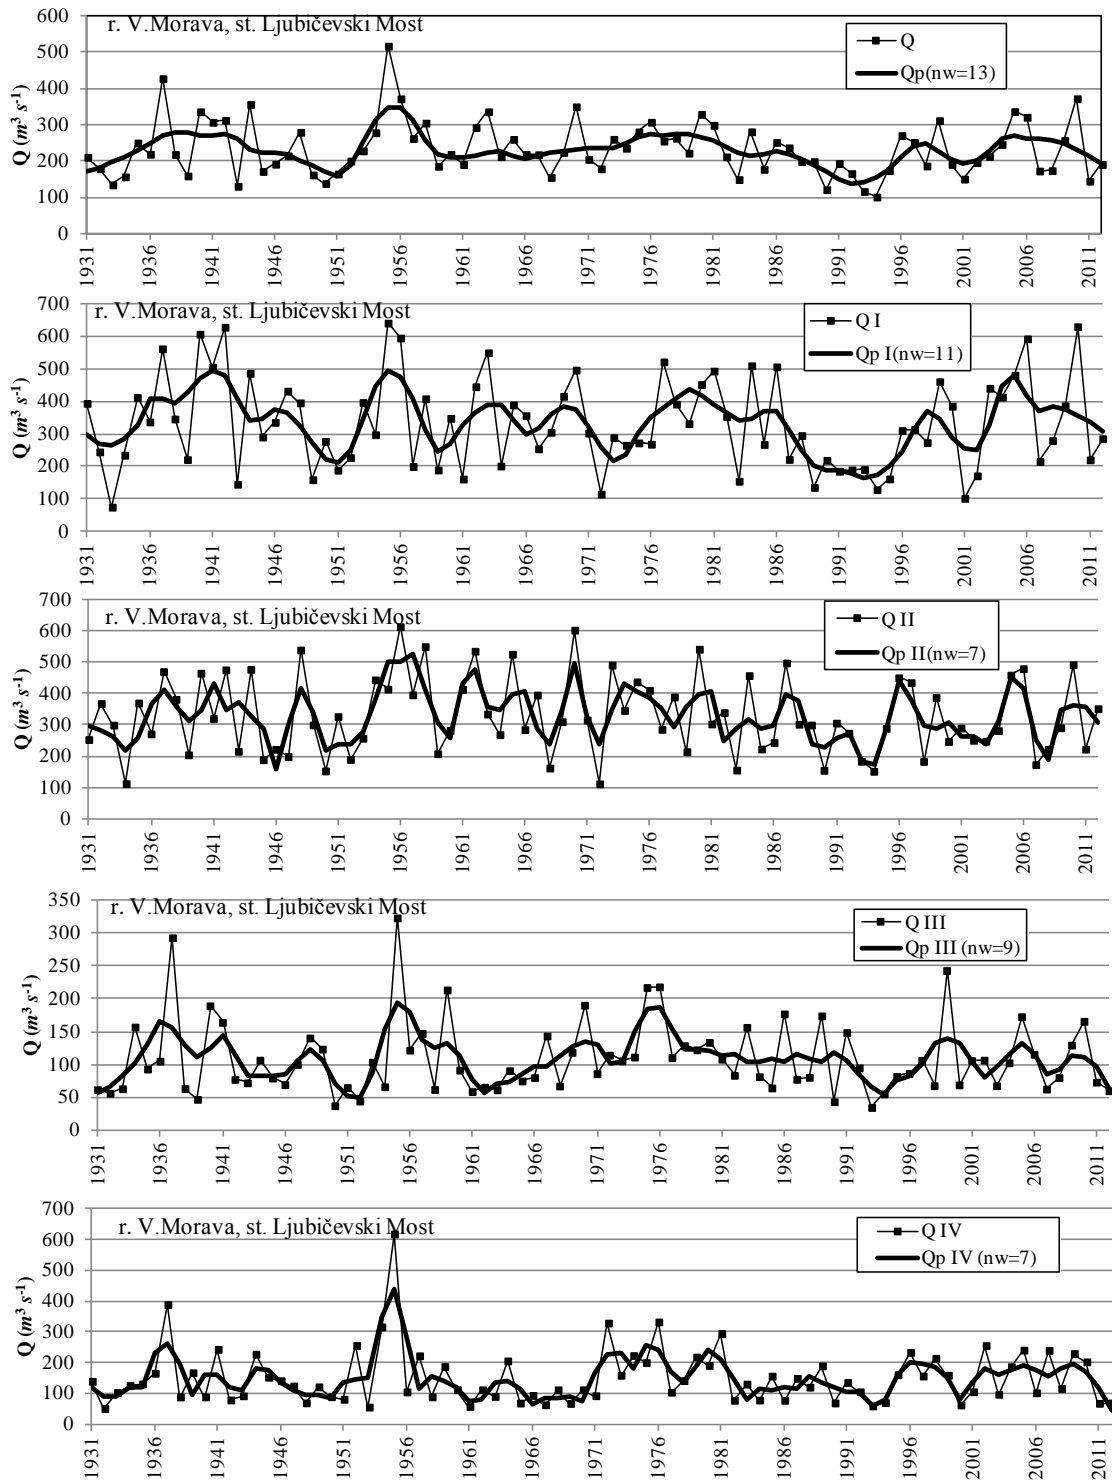 r. V.Morava, st. Ljubičevski Most
Q (m³ s⁻¹)
600
500
400
300
200
100
0
Q
Qp(nw=13)
1931 1936 1941 1946 1951 1956 1961 1966 1971 1976 1981 1986 1991 1996 2001 2006 2011
r. V.Morava, st. Ljubičevski Most
Q (m³ s⁻¹)
700
600
500
400
300
200
100
0
Q I
Qp I(nw=11)
1931 1936 1941 1946 1951 1956 1961 1966 1971 1976 1981 1986 1991 1996 2001 2006 2011
r. V.Morava, st. Ljubičevski Most
Q (m³ s⁻¹)
700
600
500
400
300
200
100
0
Q II
Qp II(nw=7)
1931 1936 1941 1946 1951 1956 1961 1966 1971 1976 1981 1986 1991 1996 2001 2006 2011
r. V.Morava, st. Ljubičevski Most
Q (m³ s⁻¹)
350
300
250
200
150
100
50
0
Q III
Qp III (nw=9)
1931 1936 1941 1946 1951 1956 1961 1966 1971 1976 1981 1986 1991 1996 2001 2006 2011
r. V.Morava, st. Ljubičevski Most
Q (m³ s⁻¹)
700
600
500
400
300
200
100
0
Q IV
Qp IV (nw=7)
1931 1936 1941 1946 1951 1956 1961 1966 1971 1976 1981 1986 1991 1996 2001 2006 2011